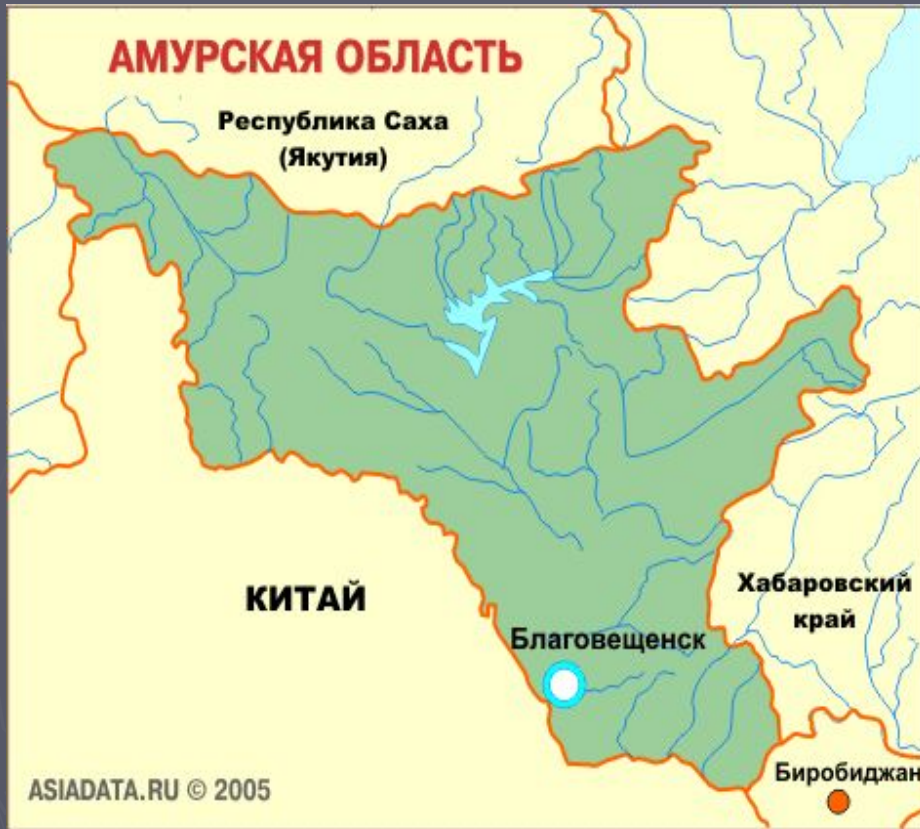 АМУРСКАЯ ОБЛАСТЬ
Республика Саха
(Якутия)
КИТАЙ
Хабаровский
край
Благовещенск
Биробиджан
ASIADATA.RU © 2005